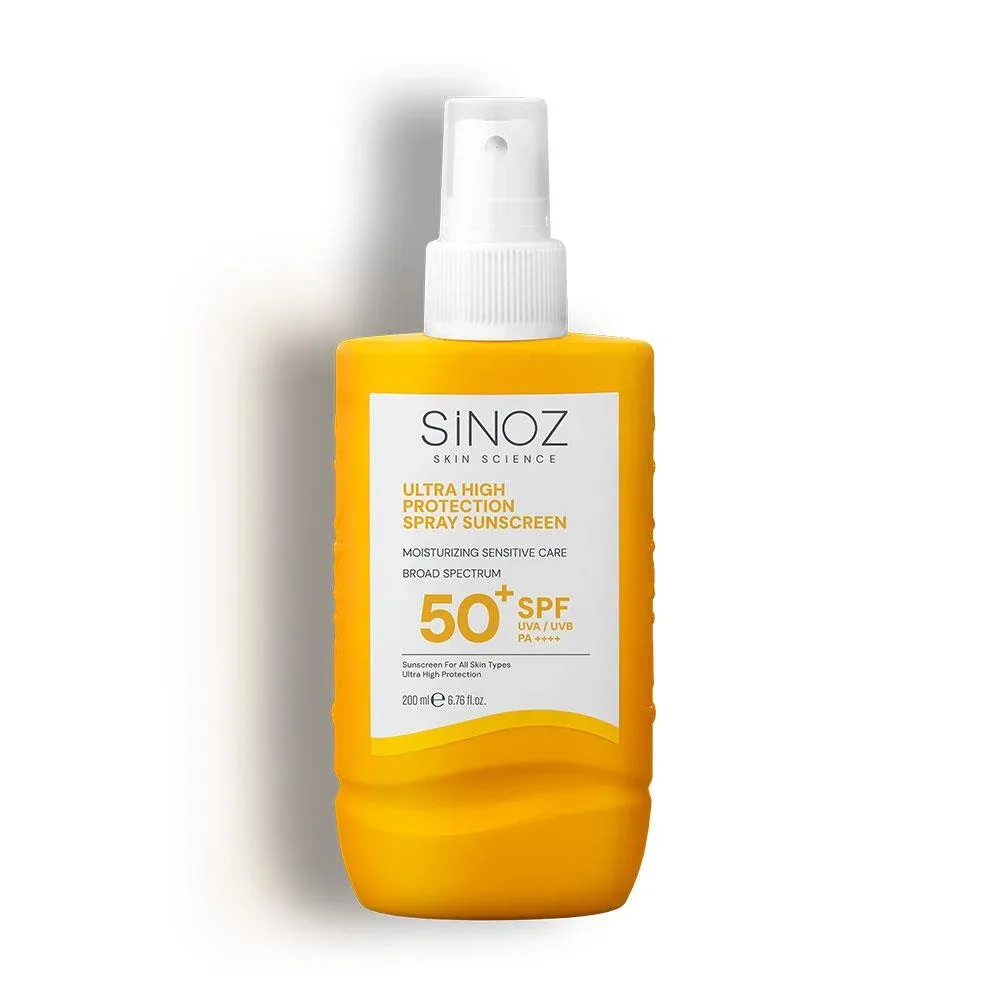 SiNOZ
SKIN SCIENCE
ULTRA HIGH
PROTECTION
SPRAY SUNSCREEN
MOISTURIZING SENSITIVE CARE
BROAD SPECTRUM
50+ SPF
UVA / UVB
PA ++++
Sunscreen For All Skin Types
Ultra High Protection
200 ml ℮ 6.76 fl.oz.